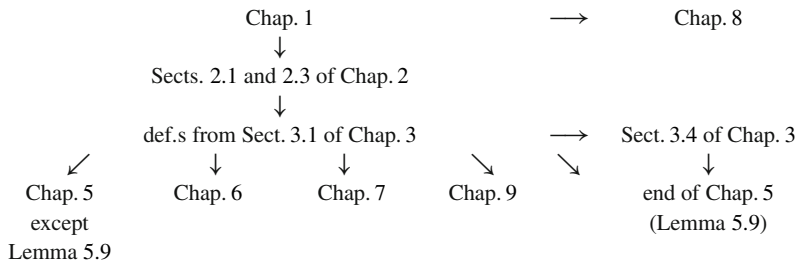 Chap. 1 ⟶ Chap. 8
↓
Sects. 2.1 and 2.3 of Chap. 2
↓
def.s from Sect. 3.1 of Chap. 3 ⟶ Sect. 3.4 of Chap. 3
↙ ↓ ↓ ↘ ↘ ↓
Chap. 5 Chap. 6 Chap. 7 Chap. 9 end of Chap. 5
except (Lemma 5.9)
Lemma 5.9